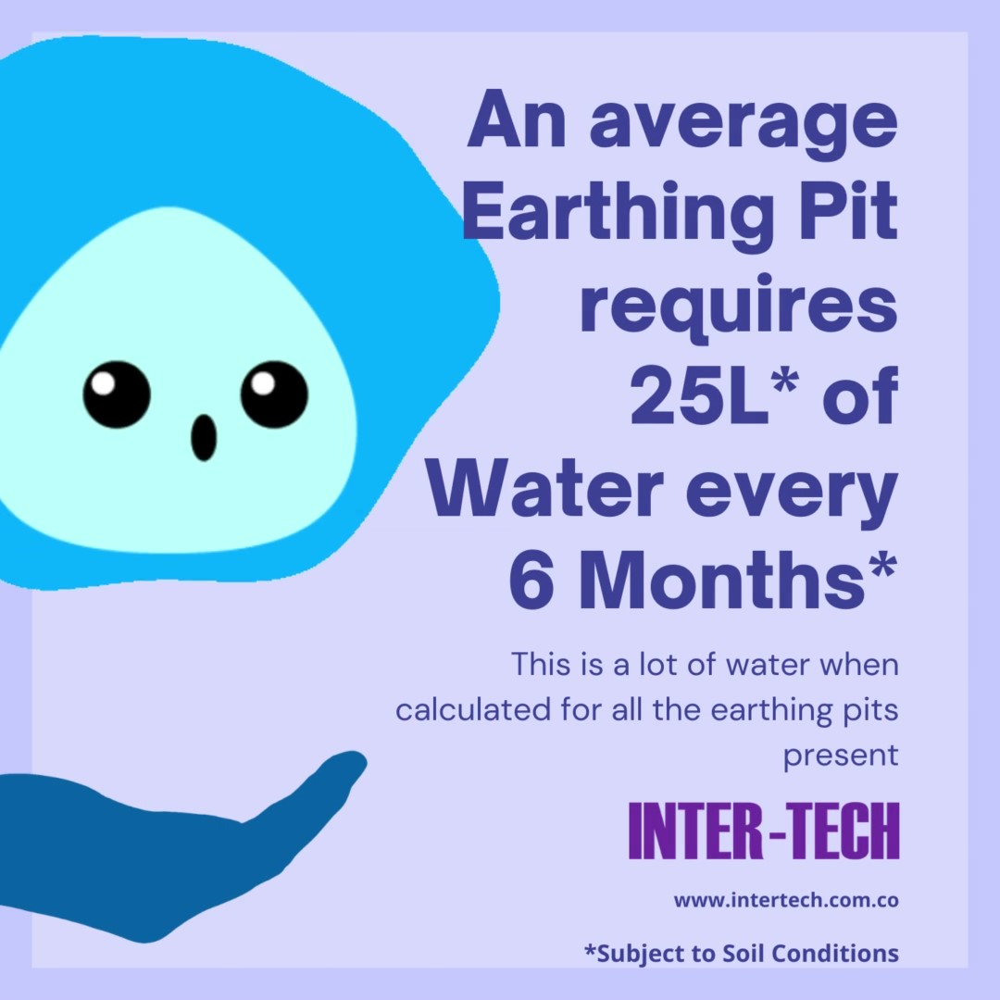 An average
Earthing Pit
requires
25L* of
Water every
6 Months*
This is a lot of water when
calculated for all the earthing pits
present
INTER-TECH
www.intertech.com.co
*Subject to Soil Conditions